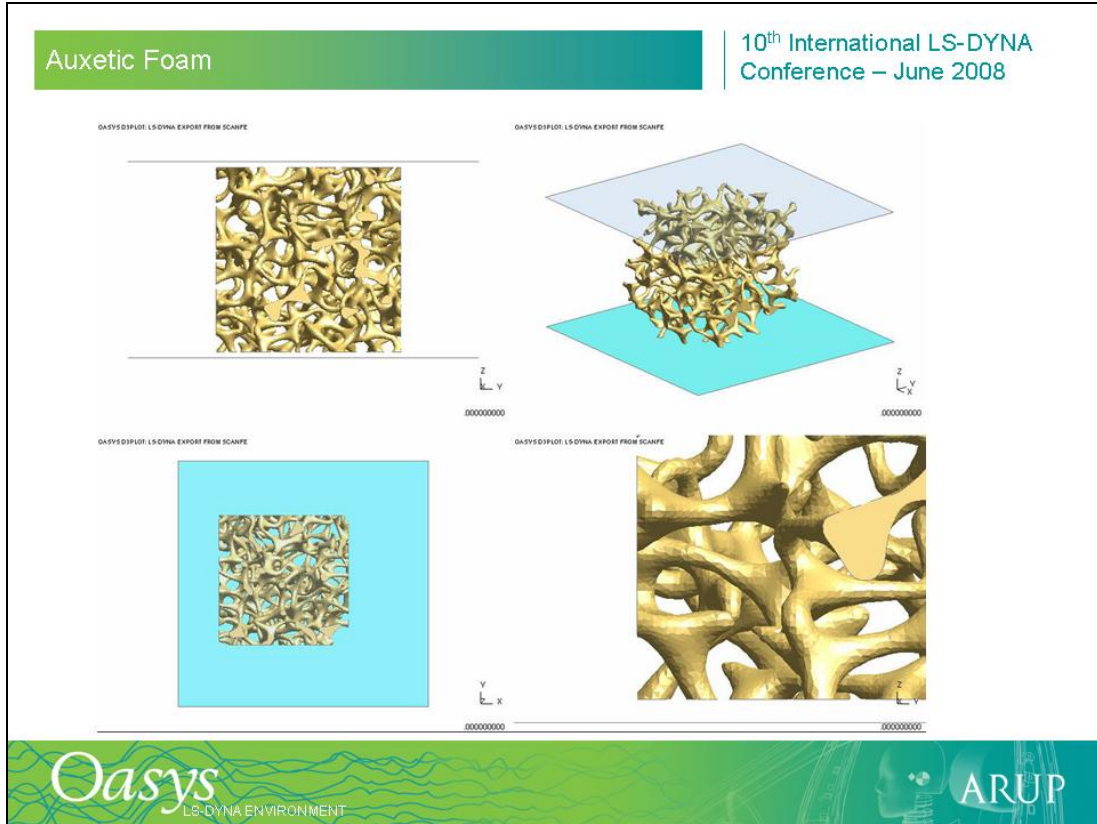 Auxetic Foam
10th International LS-DYNA
Conference – June 2008
OASYS D3PLOT: LS-DYNA EXPORT FROM SCANFE
Z
X Y
.000000000
OASYS D3PLOT: LS-DYNA EXPORT FROM SCANFE
Z
Y
X
.000000000
OASYS D3PLOT: LS-DYNA EXPORT FROM SCANFE
Y
Z X
.000000000
OASYS D3PLOT: LS-DYNA EXPORT FROM SCANFE
Z
X Y
.000000000
Oasys
LS-DYNA ENVIRONMENT
ARUP